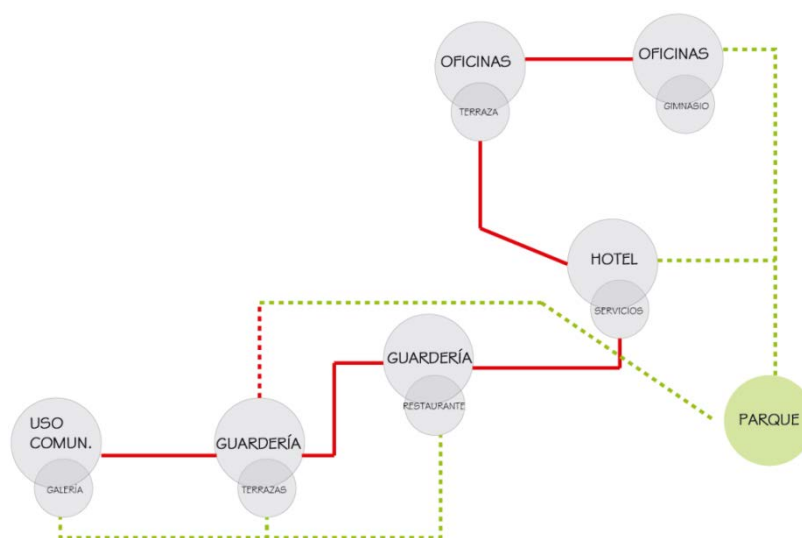 OFICINAS
TERRAZA
OFICINAS
GIMNASIO
HOTEL
SERVICIOS
GUARDERÍA
RESTAURANTE
USO
COMUN.
GALERÍA
GUARDERÍA
TERRAZAS
PARQUE